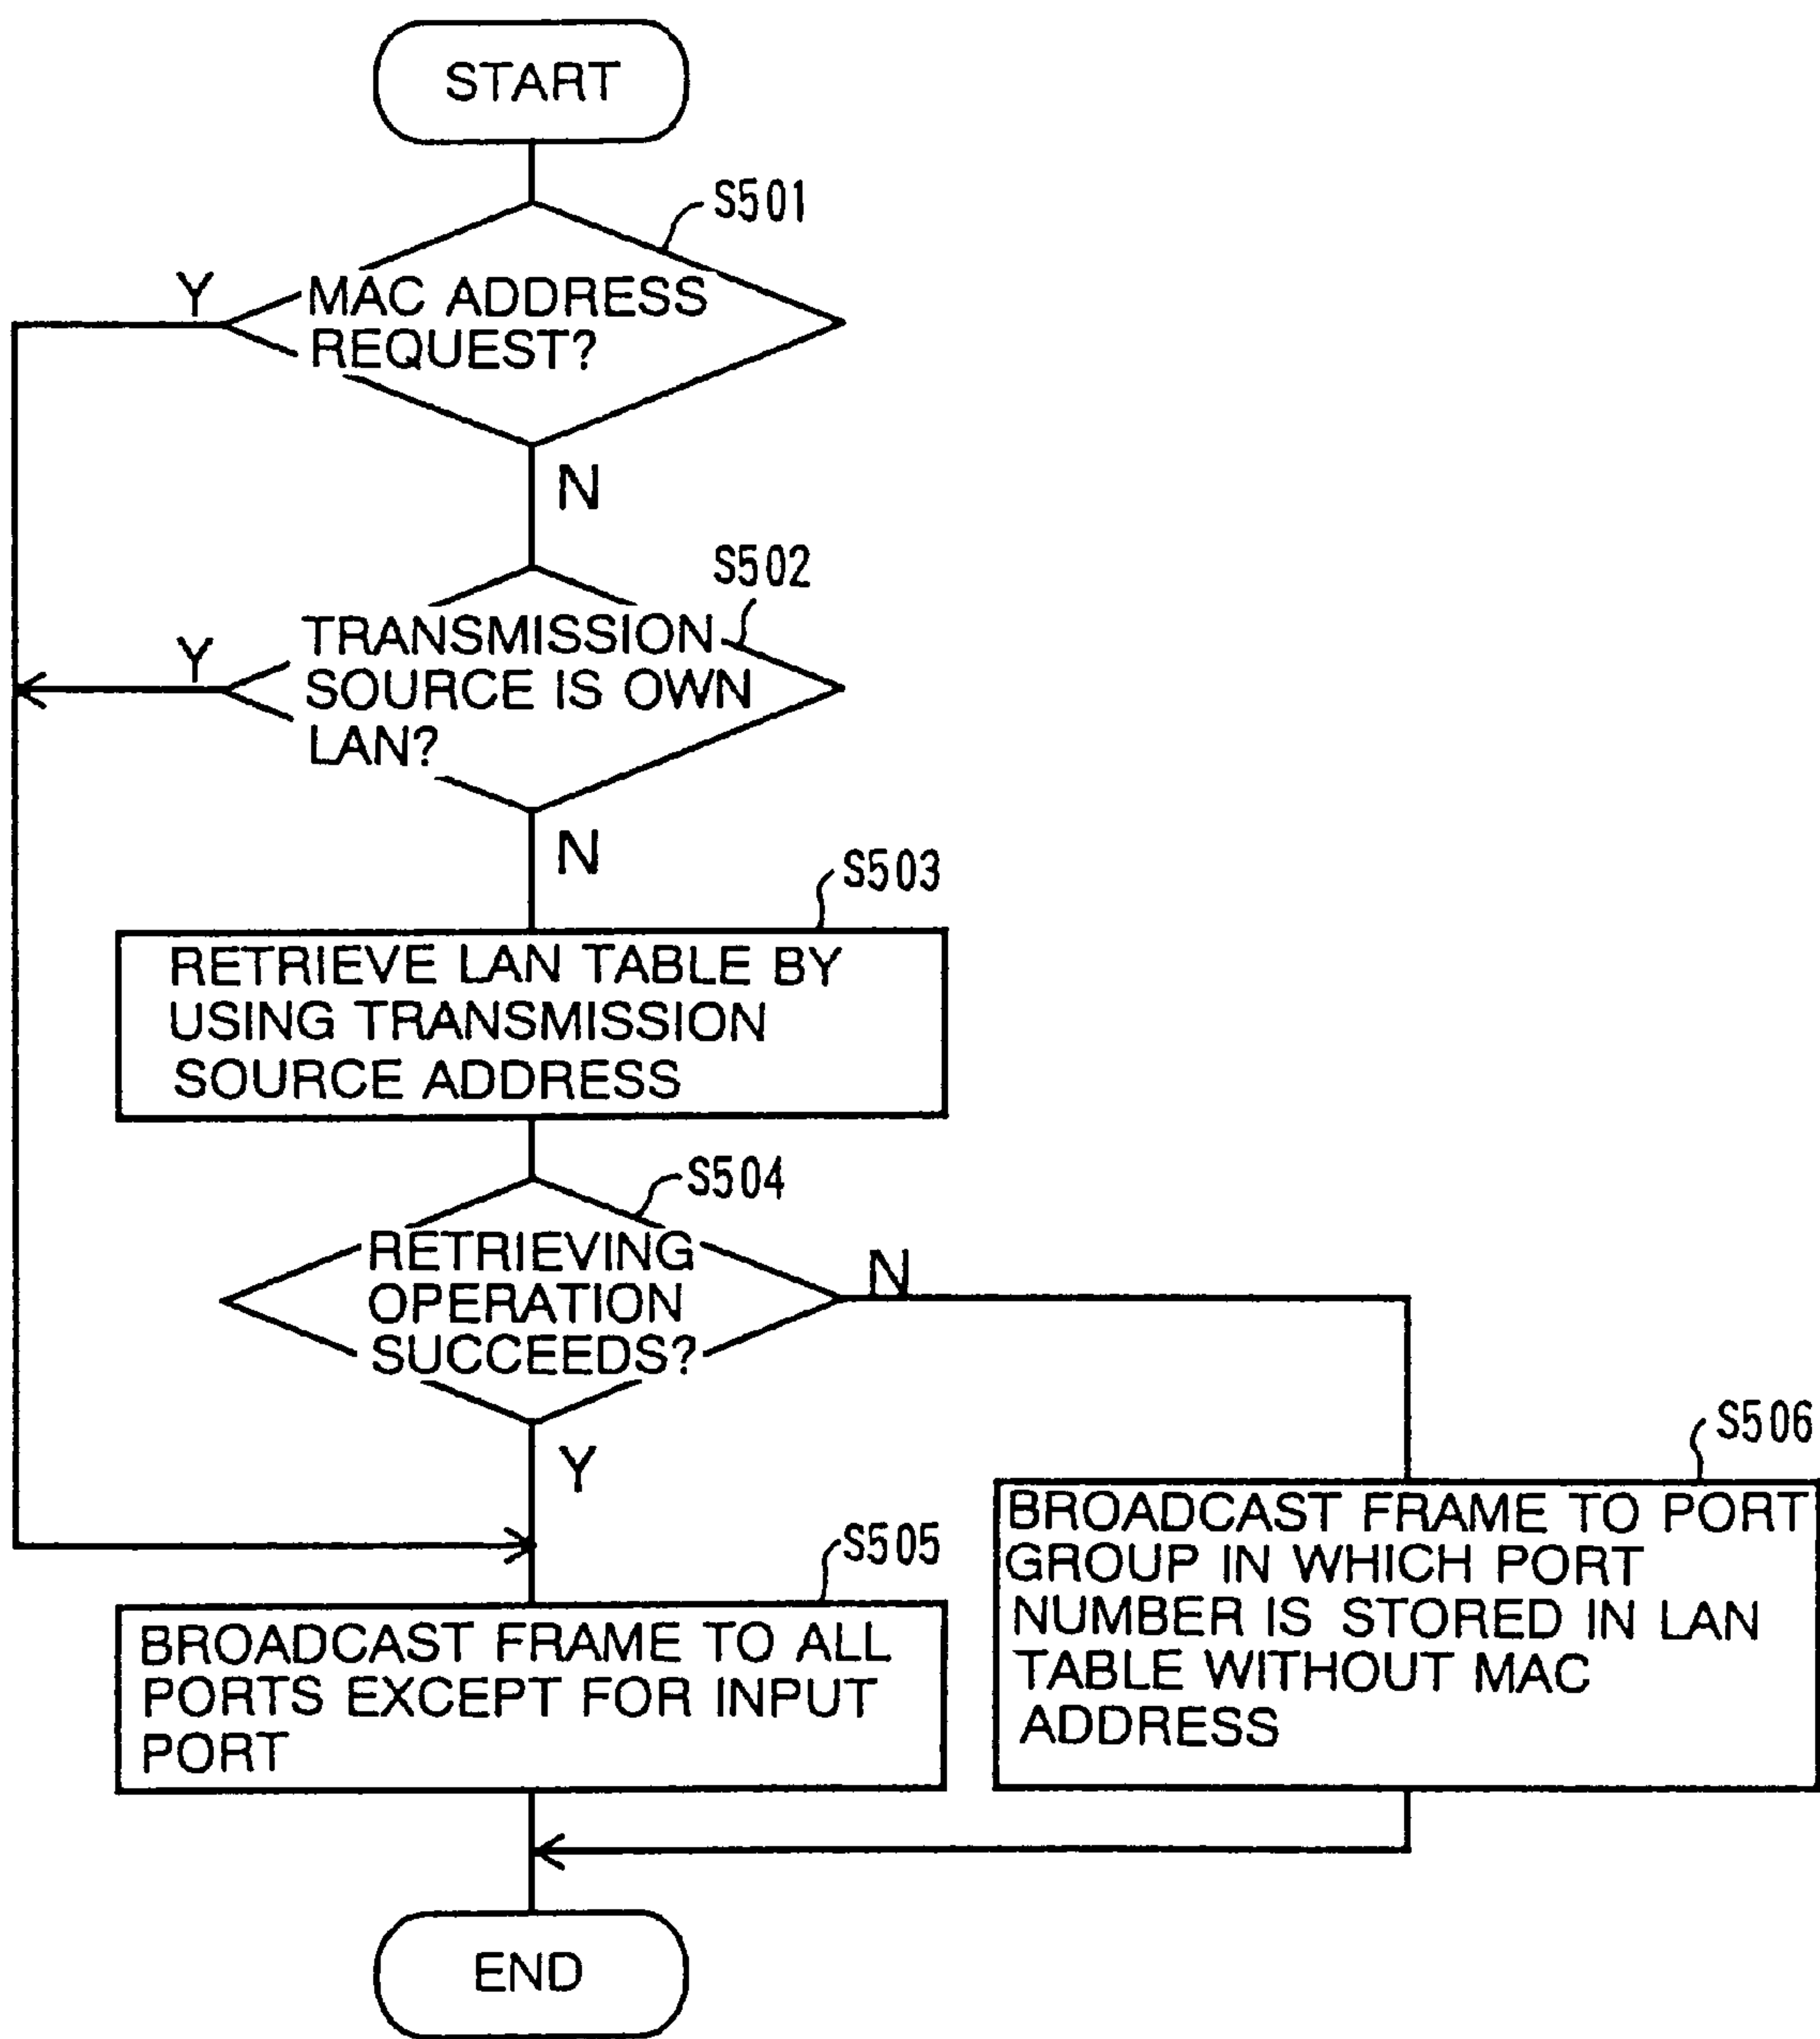 START
S501
Y
MAC ADDRESS
REQUEST?
N
S502
Y
TRANSMISSION
SOURCE IS OWN
LAN?
N
S503
RETRIEVE LAN TABLE BY
USING TRANSMISSION
SOURCE ADDRESS
S504
RETRIEVING
OPERATION
SUCCEEDS?
N
Y
S506
BROADCAST FRAME TO PORT
GROUP IN WHICH PORT
NUMBER IS STORED IN LAN
TABLE WITHOUT MAC
ADDRESS
S505
BROADCAST FRAME TO ALL
PORTS EXCEPT FOR INPUT
PORT
END